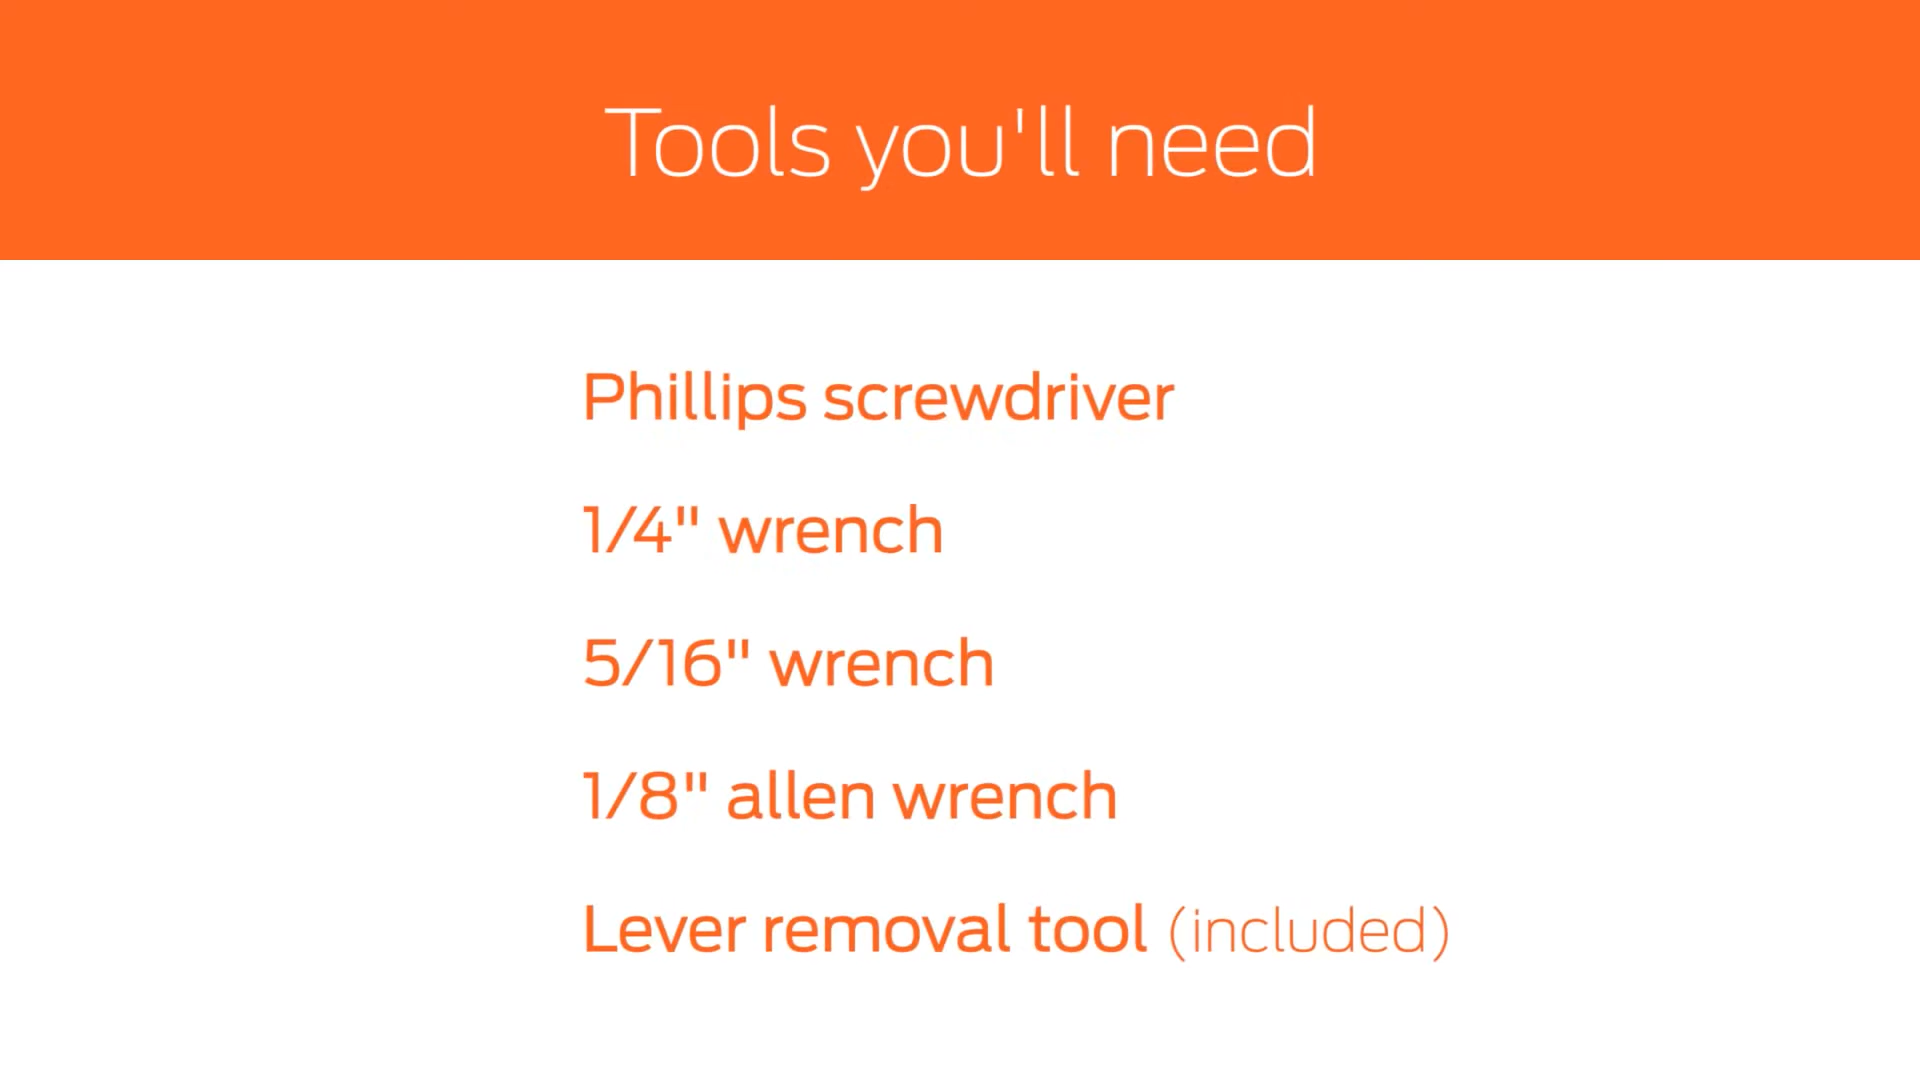 Tools you'll need
Phillips screwdriver
1/4" wrench
5/16" wrench
1/8" allen wrench
Lever removal tool (included)